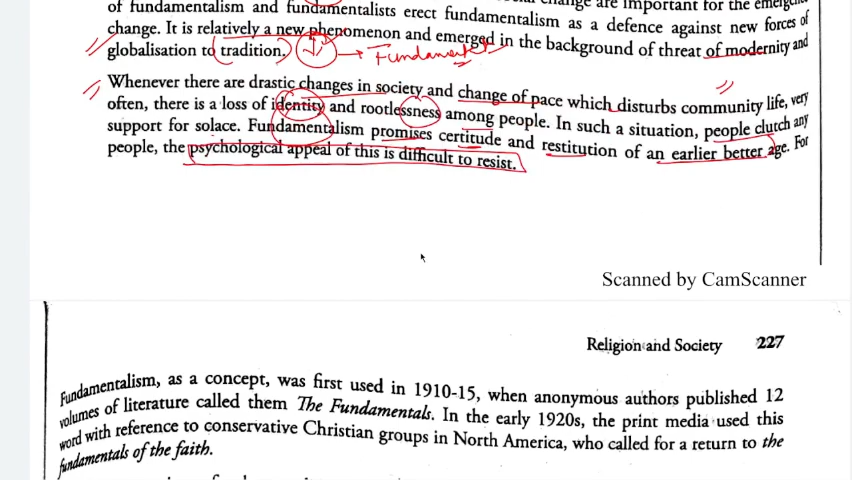 of fundamentalism and fundamentalists erect fundamentalism as a defence against new forces of
change. It is relatively a new phenomenon and emerged in the background of threat of modernity and
globalisation to tradition. Fundament
Whenever there are drastic changes in society and change of pace which disturbs community life, very
often, there is a loss of identity and rootlessness among people. In such a situation, people clutch any
support for solace. Fundamentalism promises certitude and restitution of an earlier better age. For
people, the psychological appeal of this is difficult to resist.
Scanned by CamScanner
Religion and Society 227
Fundamentalism, as a concept, was first used in 1910-15, when anonymous authors published 12
volumes of literature called them The Fundamentals. In the early 1920s, the print media used this
word with reference to conservative Christian groups in North America, who called for a return to the
fundamentals of the faith.